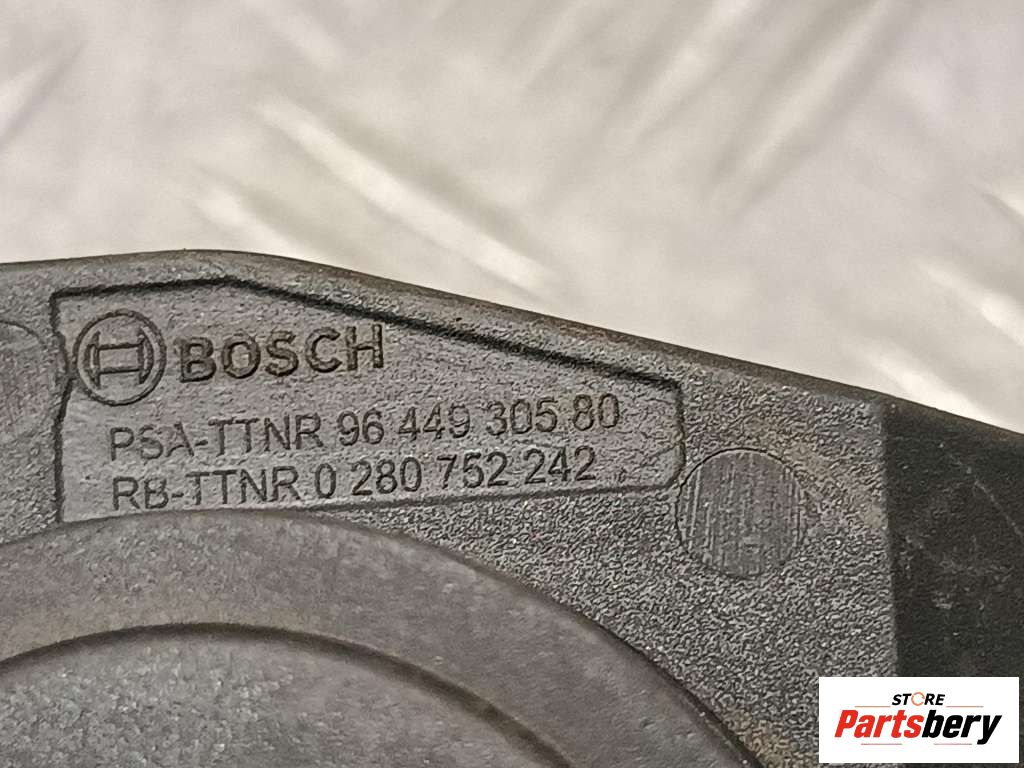 BOSCH
PSA-TTNR 96 449 305 80
RB-TTNR 0 280 752 242
STORE
Partsbery